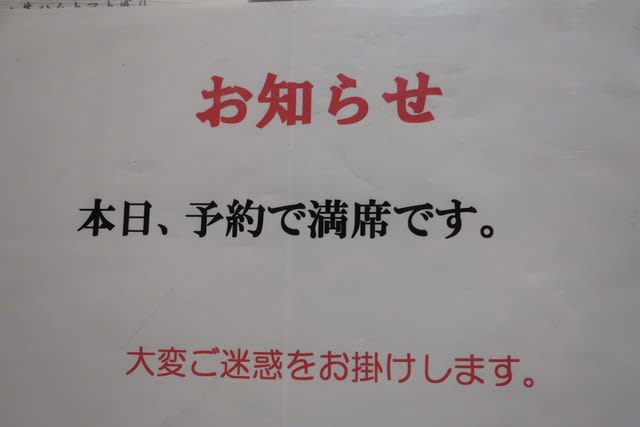 お知らせ
本日、予約で満席です。
大変ご迷惑をお掛けします。